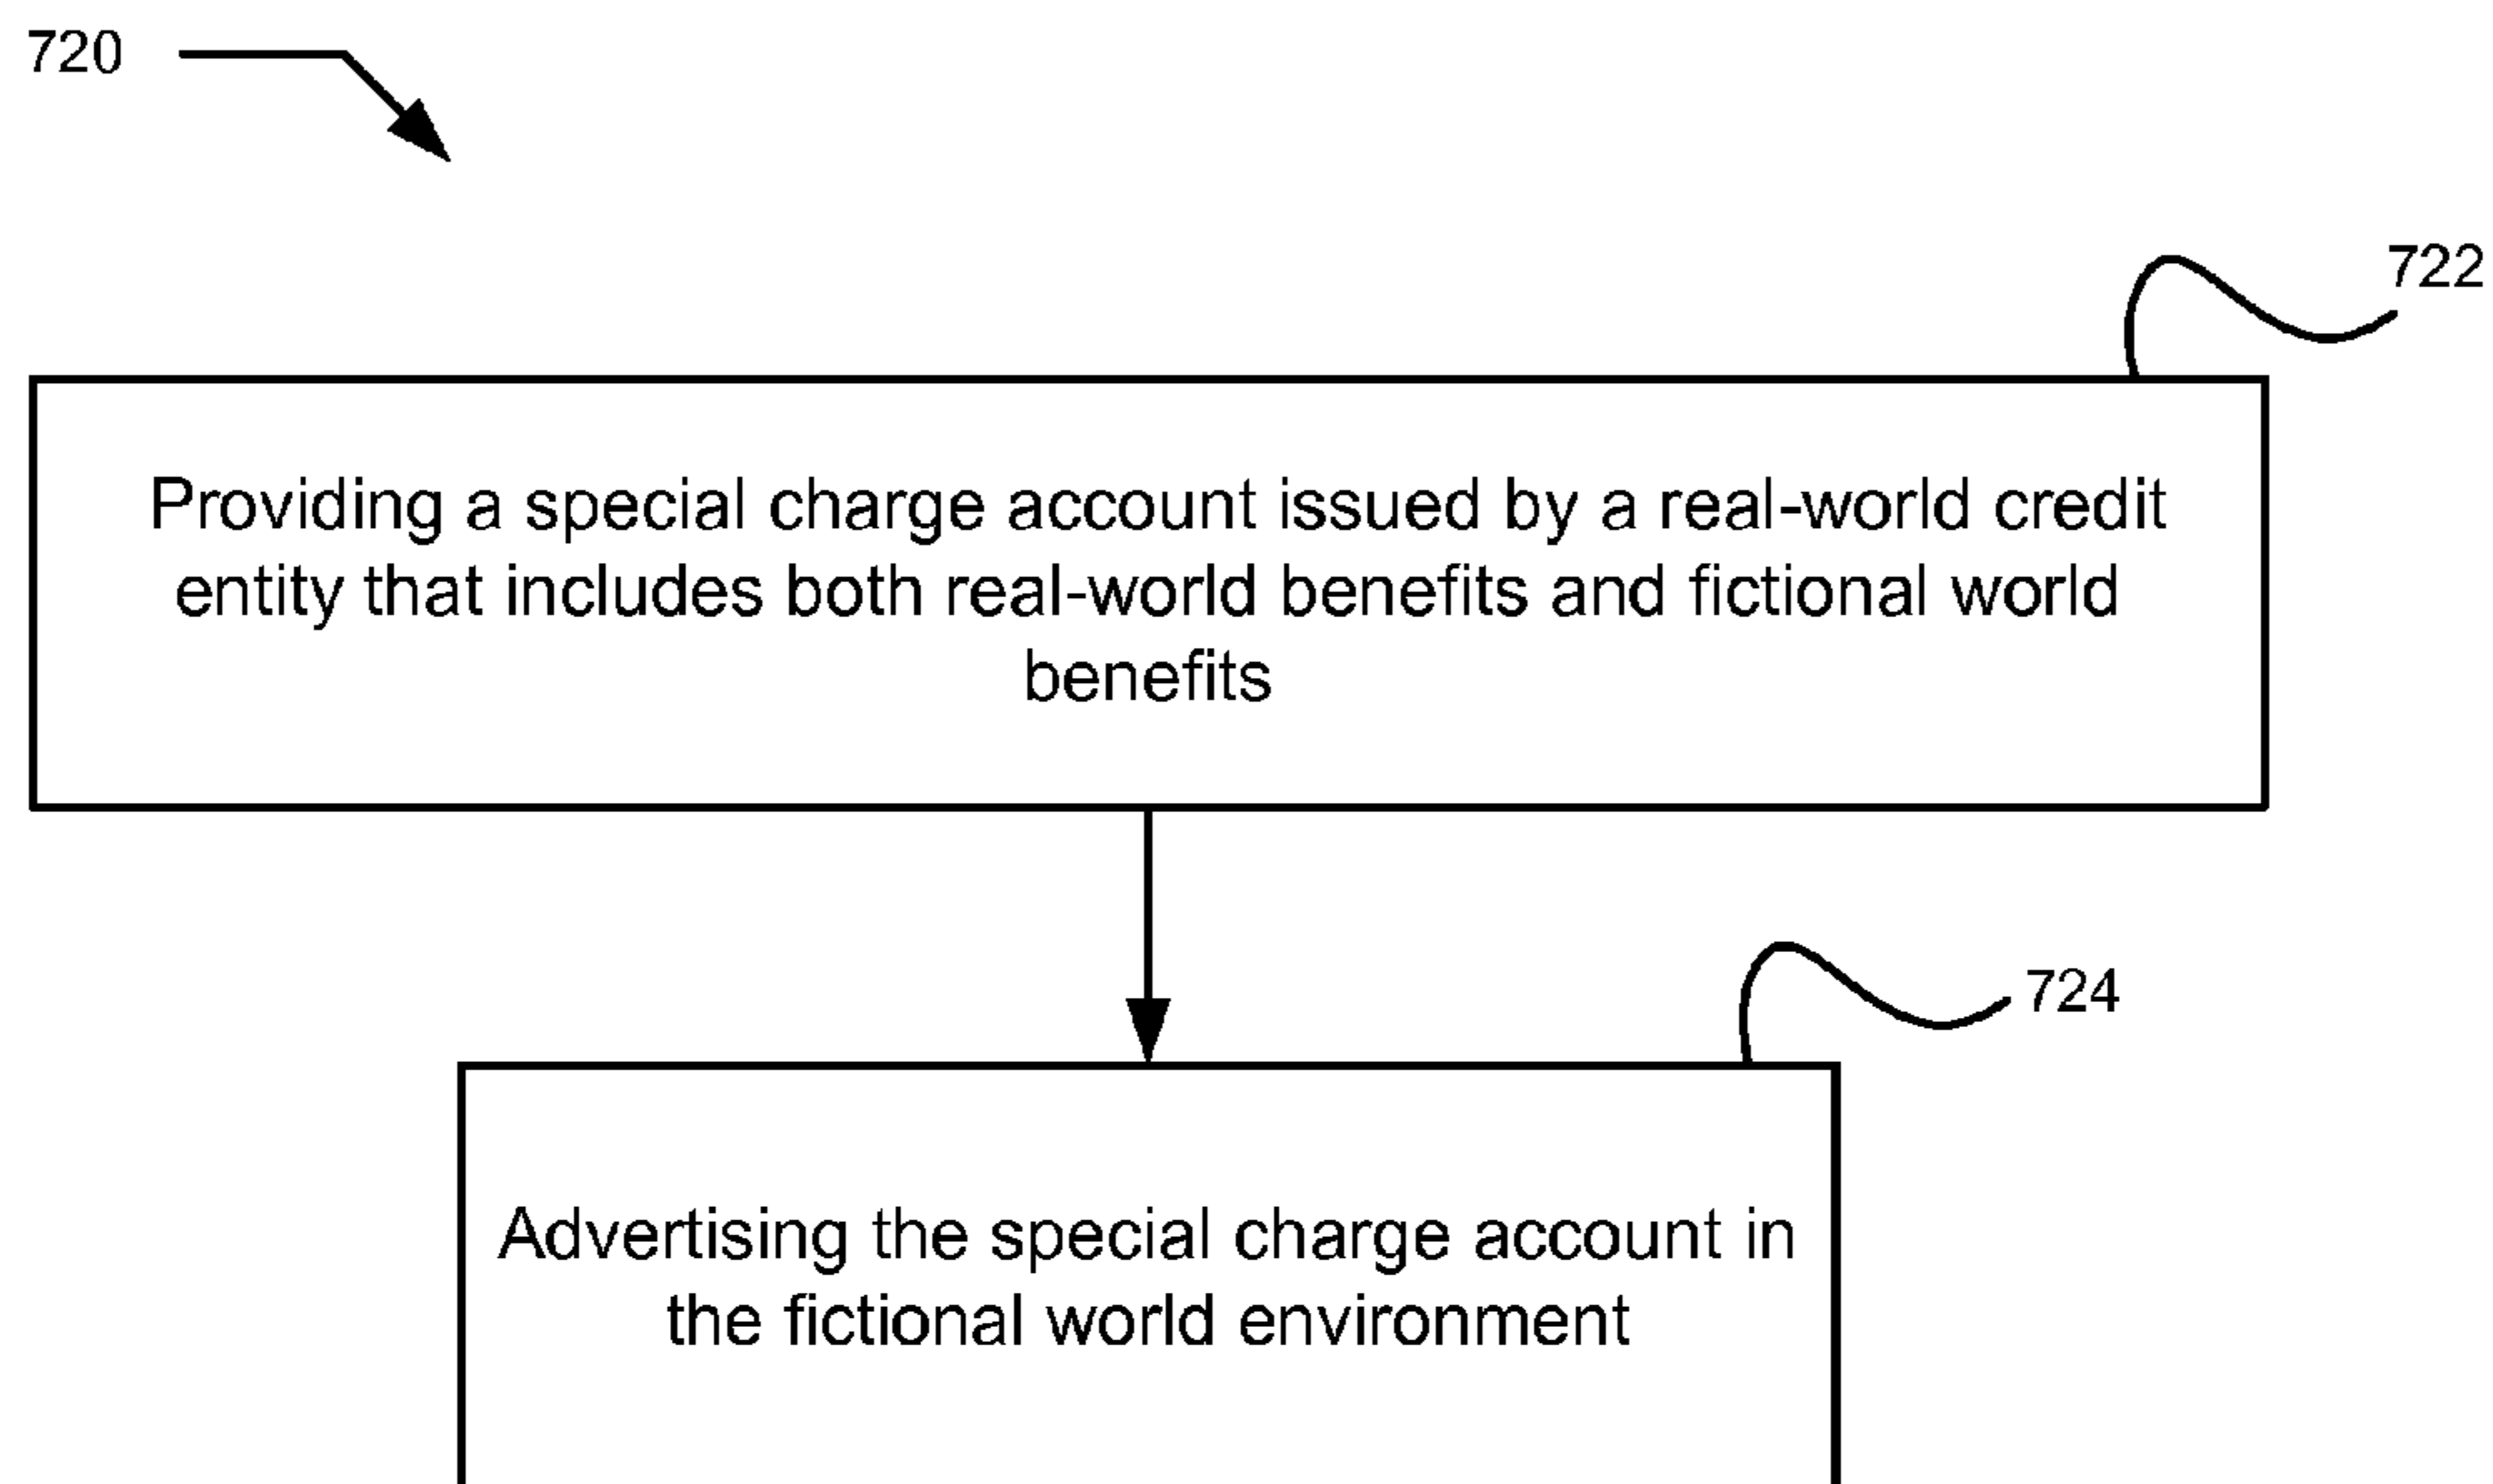 720
722
Providing a special charge account issued by a real-world credit
entity that includes both real-world benefits and fictional world
benefits
724
Advertising the special charge account in
the fictional world environment